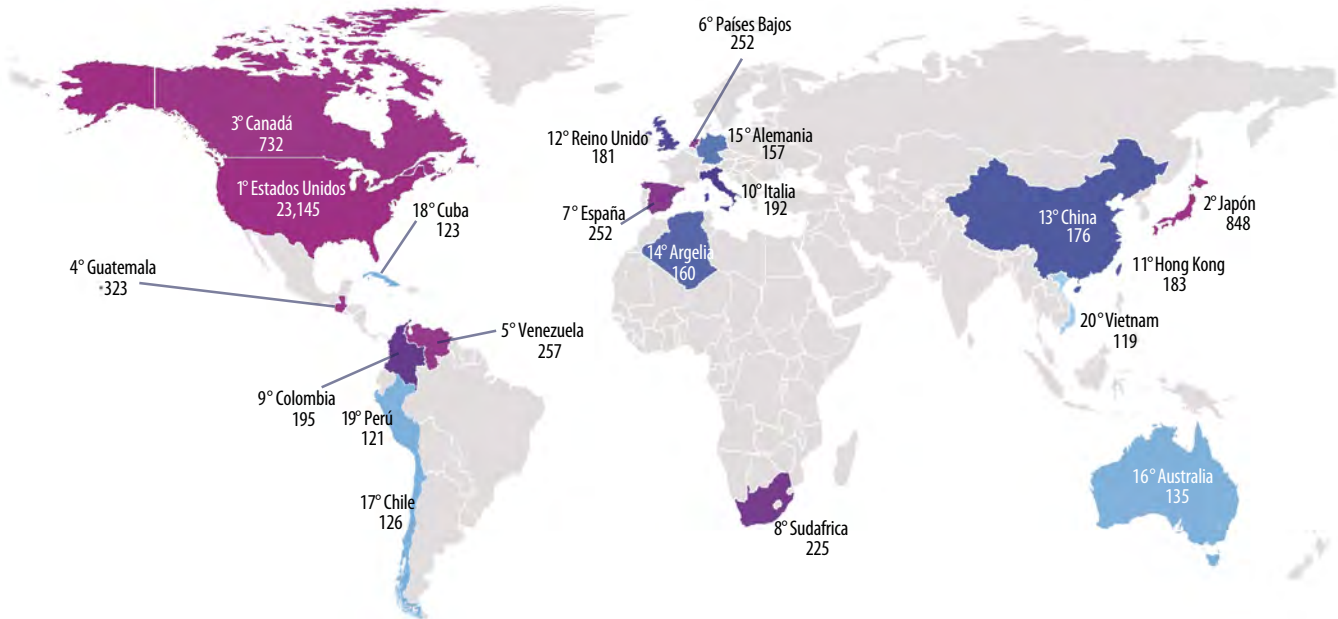 6° Países Bajos
252
3° Canadá
732
12° Reino Unido
181
15° Alemania
157
1° Estados Unidos
23,145
10° Italia
192
18° Cuba
123
7° España
252
13° China
176
2° Japón
848
14° Argelia
160
4° Guatemala
*323
11° Hong Kong
183
5° Venezuela
257
20° Vietnam
119
9° Colombia
195
19° Perú
121
16° Australia
135
17° Chile
126
8° Sudafrica
225